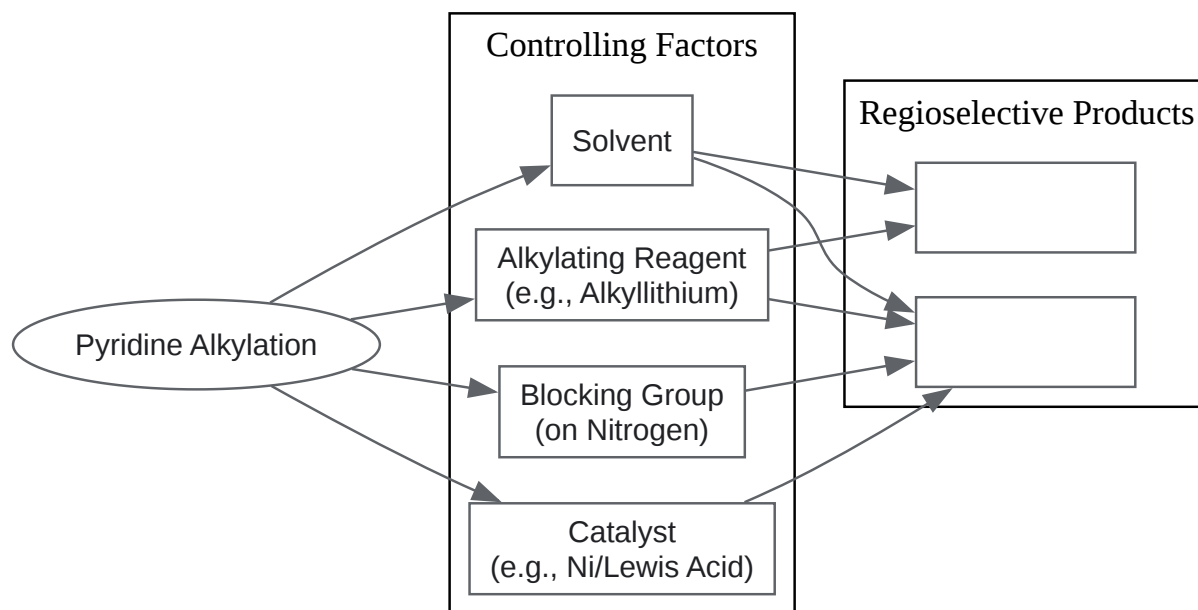 Controlling Factors
Regioselective Products
Solvent
Alkylating Reagent
(e.g., Alkyllithium)
Pyridine Alkylation
Blocking Group
(on Nitrogen)
Catalyst
(e.g., Ni/Lewis Acid)